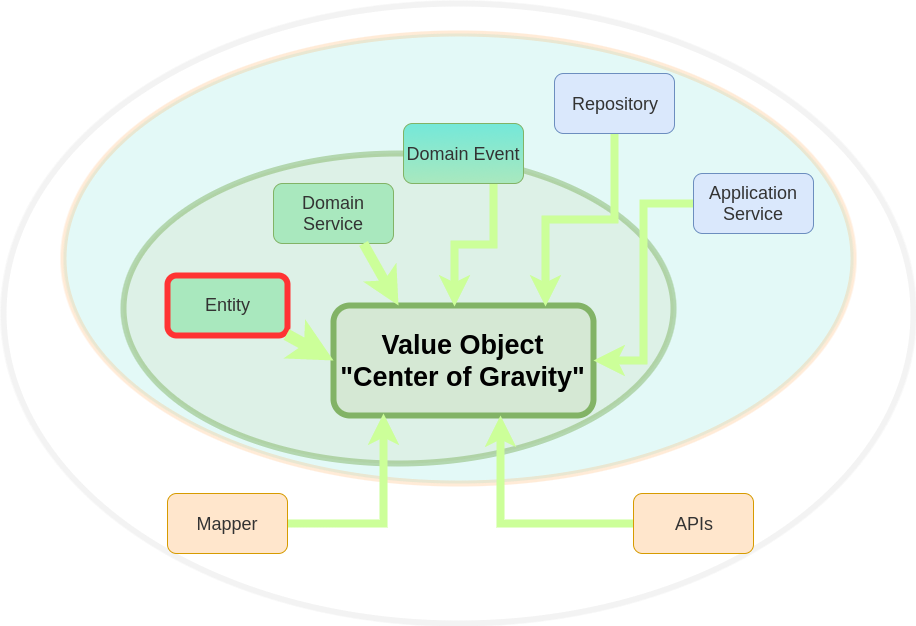 Repository
Domain Event
Application
Service
Domain
Service
Entity
Value Object
"Center of Gravity"
Mapper
APIs